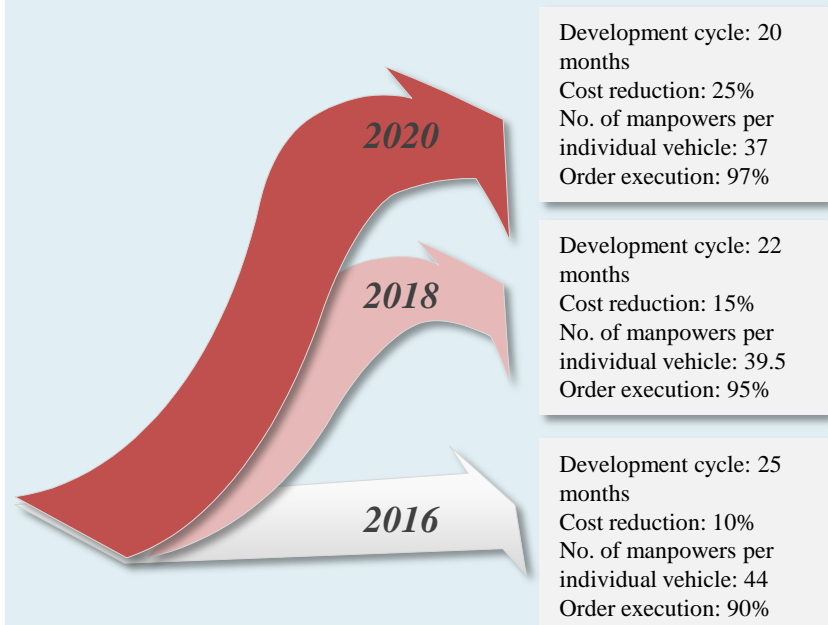 2020
Development cycle: 20
months
Cost reduction: 25%
No. of manpowers per
individual vehicle: 37
Order execution: 97%
2018
Development cycle: 22
months
Cost reduction: 15%
No. of manpowers per
individual vehicle: 39.5
Order execution: 95%
2016
Development cycle: 25
months
Cost reduction: 10%
No. of manpowers per
individual vehicle: 44
Order execution: 90%